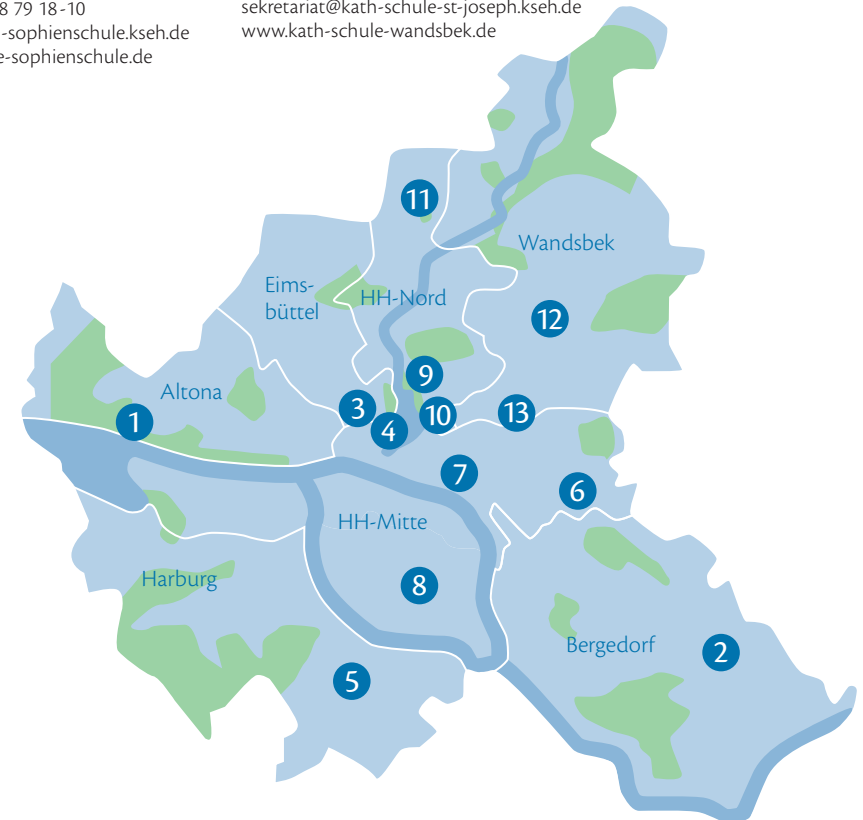 8 79 18-10
-sophienschule.kseh.de
e-sophienschule.de
sekretariat@kath-schule-st-joseph.kseh.de
www.kath-schule-wandsbek.de
11
Wandsbek
Eims-
büttel
HH-Nord
12
9
Altona
3
10
13
1
4
7
6
HH-Mitte
Harburg
8
Bergedorf
2
5